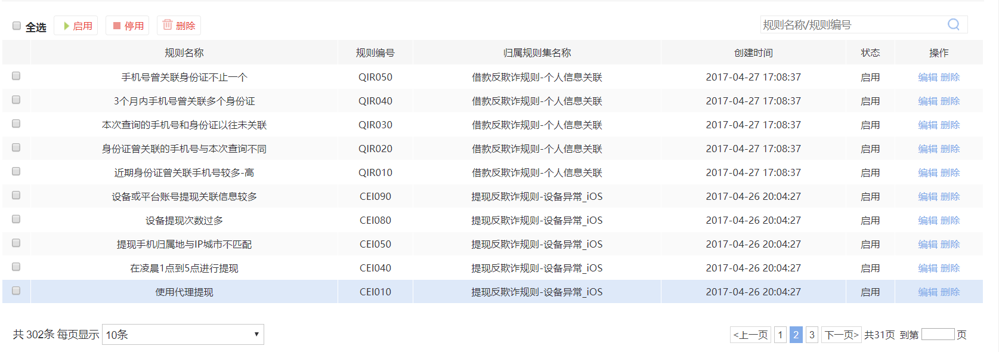 全选 启用 停用 删除 规则名称/规则编号
规则名称 规则编号 归属规则集名称 创建时间 状态 操作
手机号曾关联身份证不止一个 QIR050 借款反欺诈规则-个人信息关联 2017-04-27 17:08:37 启用 编辑 删除
3个月内手机号曾关联多个身份证 QIR040 借款反欺诈规则-个人信息关联 2017-04-27 17:08:37 启用 编辑 删除
本次查询的手机号和身份证以往未关联 QIR030 借款反欺诈规则-个人信息关联 2017-04-27 17:08:37 启用 编辑 删除
身份证曾关联的手机号与本次查询不同 QIR020 借款反欺诈规则-个人信息关联 2017-04-27 17:08:37 启用 编辑 删除
近期身份证曾关联手机号较多-高 QIR010 借款反欺诈规则-个人信息关联 2017-04-27 17:08:37 启用 编辑 删除
设备或平台账号提现关联信息较多 CEI090 提现反欺诈规则-设备异常_iOS 2017-04-26 20:04:27 启用 编辑 删除
设备提现次数过多 CEI080 提现反欺诈规则-设备异常_iOS 2017-04-26 20:04:27 启用 编辑 删除
提现手机归属地与IP城市不匹配 CEI050 提现反欺诈规则-设备异常_iOS 2017-04-26 20:04:27 启用 编辑 删除
在凌晨1点到5点进行提现 CEI040 提现反欺诈规则-设备异常_iOS 2017-04-26 20:04:27 启用 编辑 删除
使用代理提现 CEI010 提现反欺诈规则-设备异常_iOS 2017-04-26 20:04:27 启用 编辑 删除
共 302条 每页显示 10条 <上一页 1 2 3 下一页> 共31页 到第 页